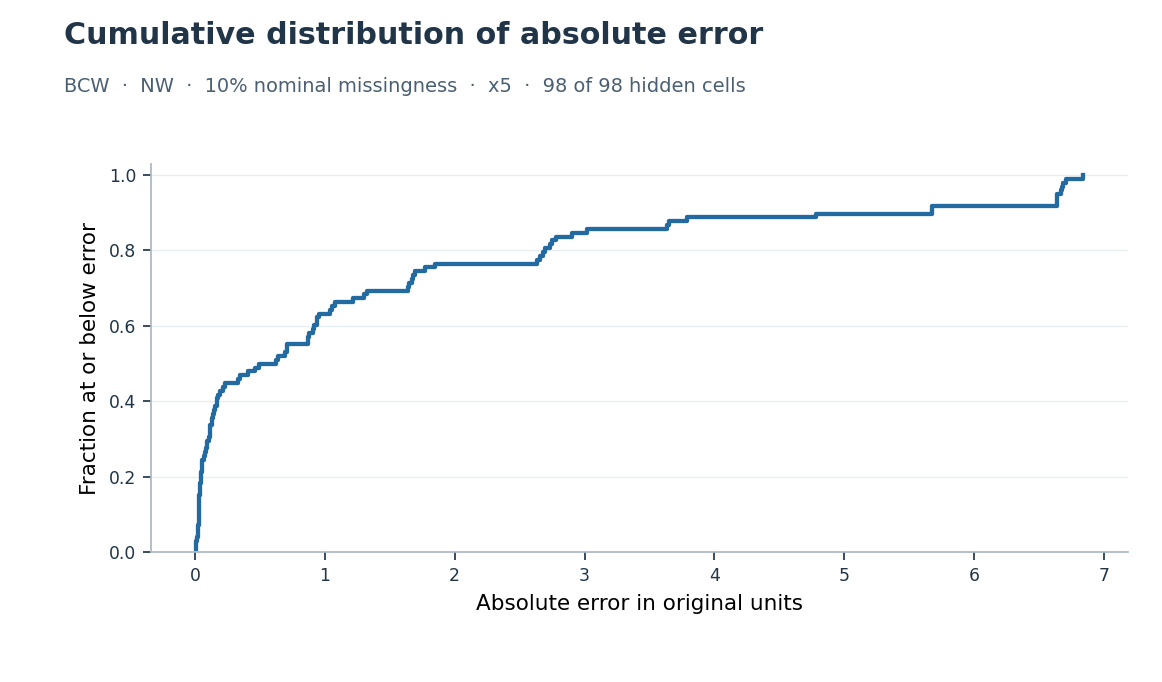 Cumulative distribution of absolute error
BCW · NW · 10% nominal missingness · x5 · 98 of 98 hidden cells
Fraction at or below error
1.0
0.8
0.6
0.4
0.2
0.0
0 1 2 3 4 5 6 7
Absolute error in original units